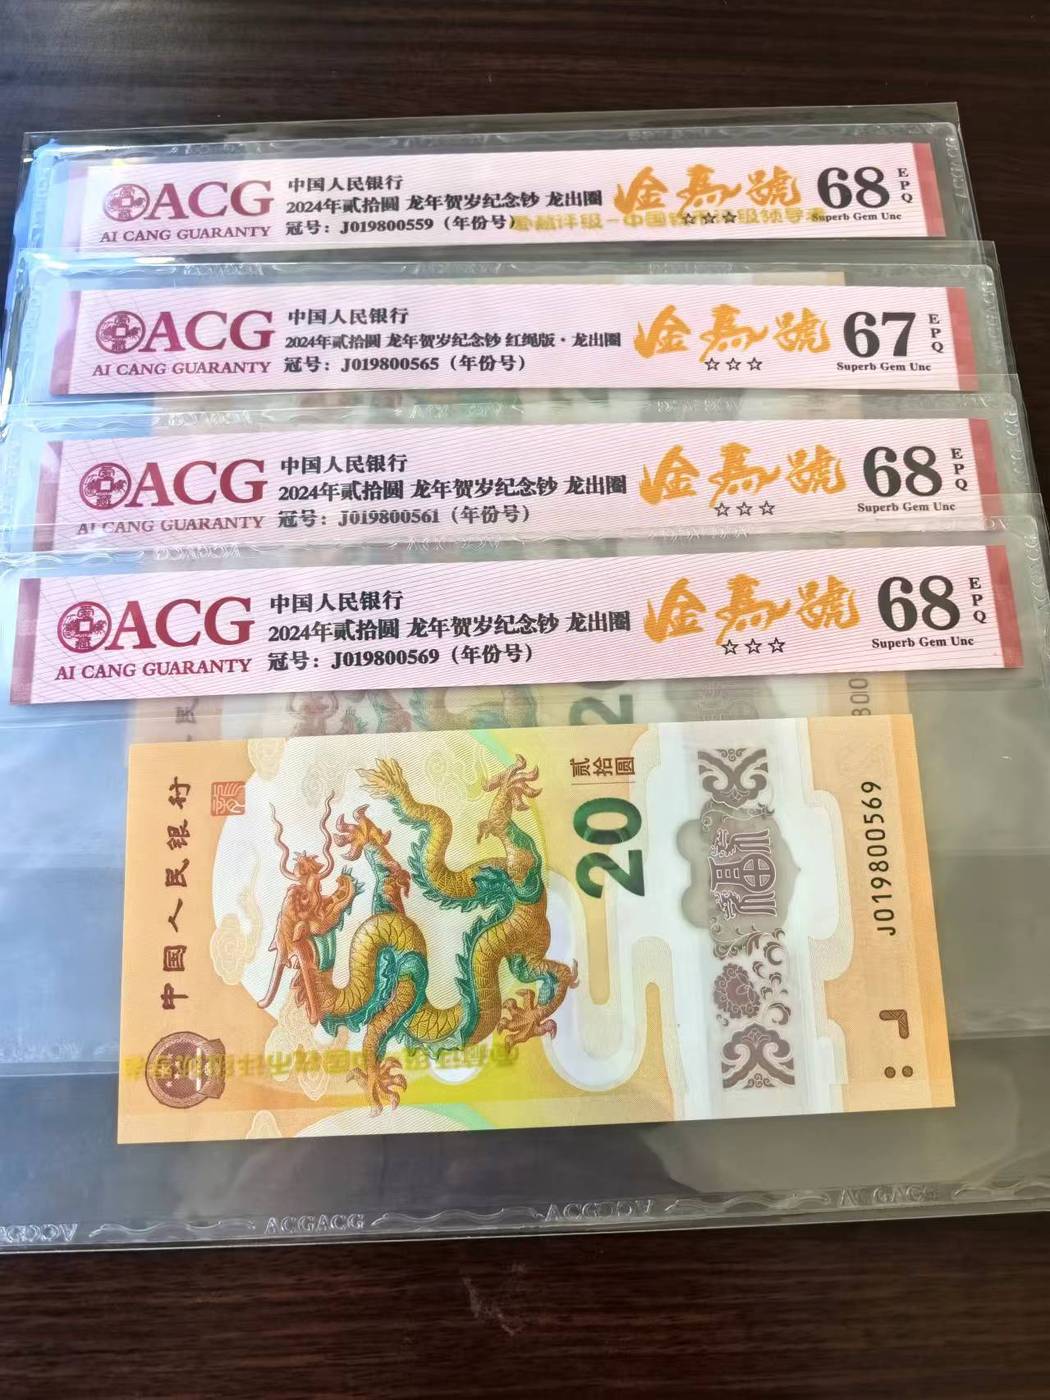 ACG
AI CANG GUARANTY
中国人民银行
2024年贰拾圆 龙年贺岁纪念钞 龙出圈
冠号：J019800559（年份号）
金馬號
☆☆☆
68
EPQ
Superb Gem Unc
ACG
AI CANG GUARANTY
中国人民银行
2024年贰拾圆 龙年贺岁纪念钞 红绳版·龙出圈
冠号：J019800565（年份号）
金馬號
☆☆☆
67
EPQ
Superb Gem Unc
ACG
AI CANG GUARANTY
中国人民银行
2024年贰拾圆 龙年贺岁纪念钞 龙出圈
冠号：J019800561（年份号）
金馬號
☆☆☆
68
EPQ
Superb Gem Unc
ACG
AI CANG GUARANTY
中国人民银行
2024年贰拾圆 龙年贺岁纪念钞 龙出圈
冠号：J019800569（年份号）
金馬號
☆☆☆
68
EPQ
Superb Gem Unc
中国人民银行
贰拾圆
20
福
J019800569
ACGACG